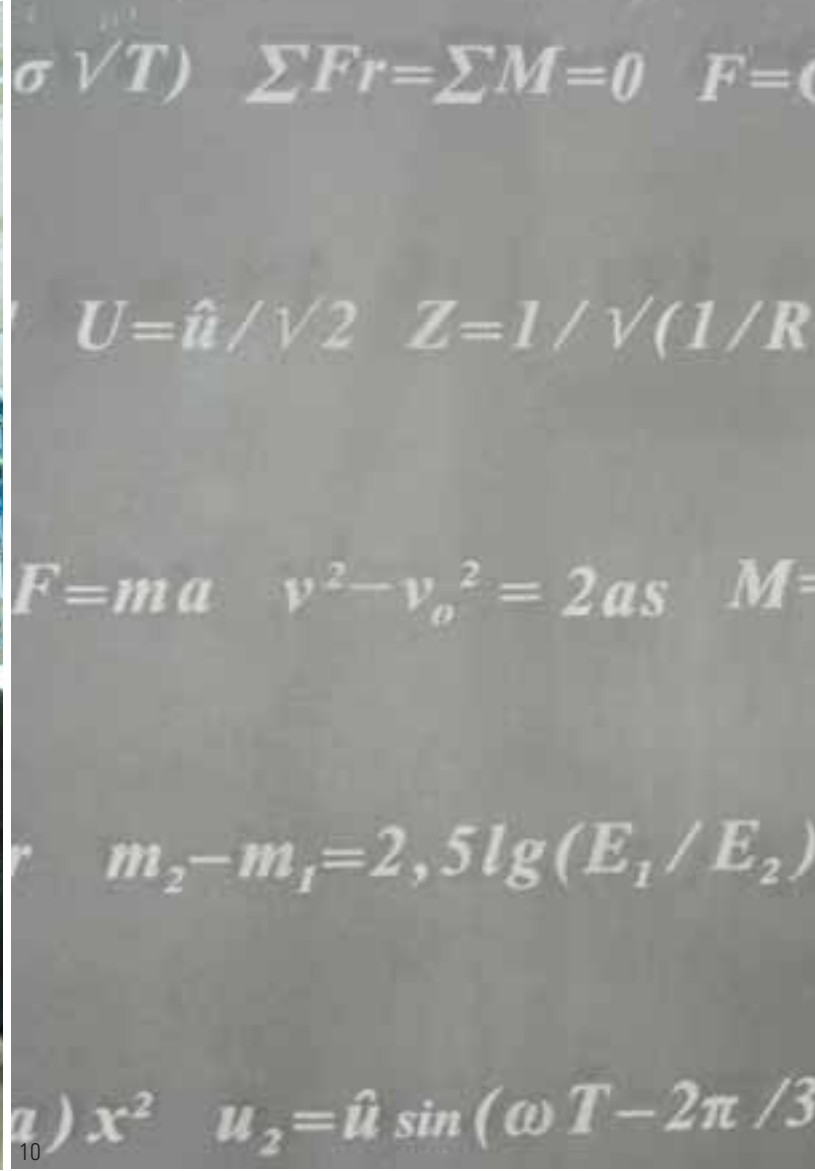 σ √T) ΣFr=ΣM=0 F=
U=û/√2 Z=1/√(1/R
F=ma v²−vₒ²=2as M=
r m₂−m₁=2,5lg(E₁/E₂)
a)x² u₂=û sin(ωT−2π/3
10